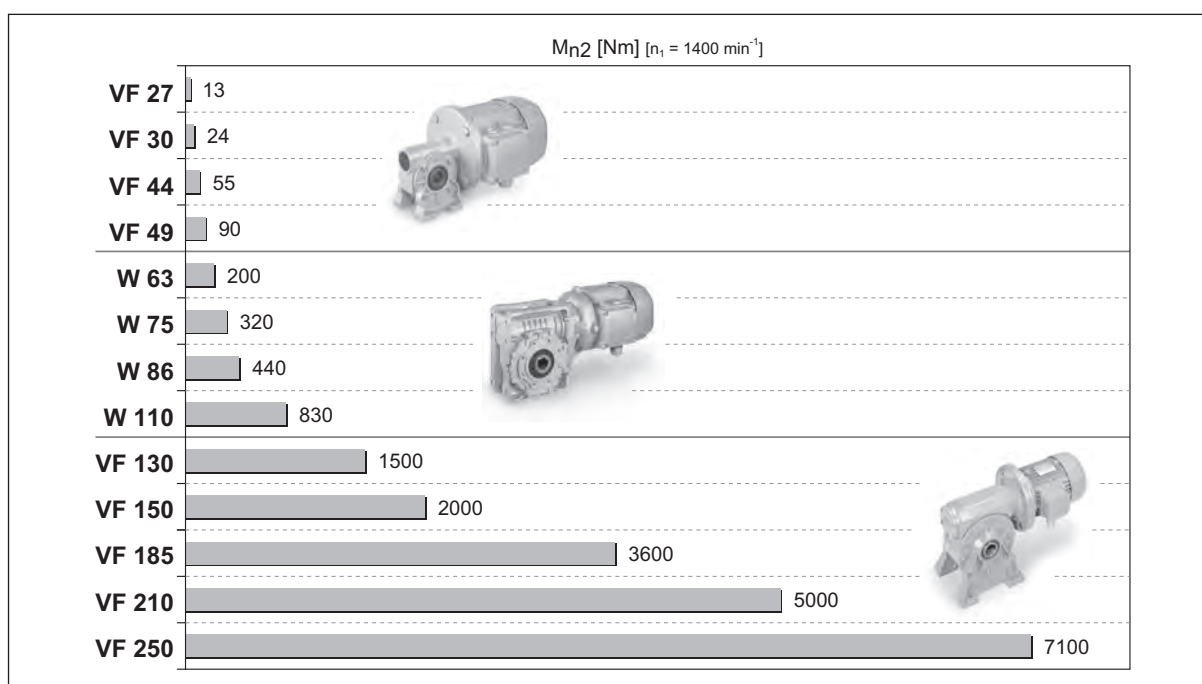 Mn2 [Nm] [n₁ = 1400 min⁻¹]
VF 27 13
VF 30 24
VF 44 55
VF 49 90
W 63 200
W 75 320
W 86 440
W 110 830
VF 130 1500
VF 150 2000
VF 185 3600
VF 210 5000
VF 250 7100